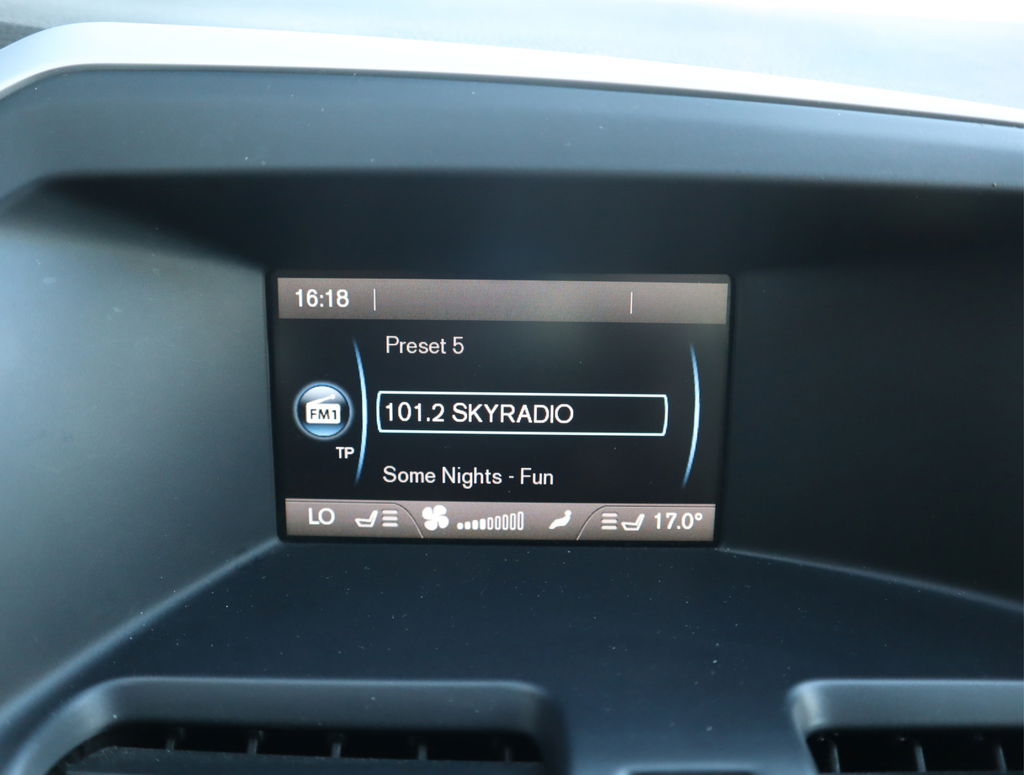 16:18
Preset 5
FM1
101.2 SKYRADIO
TP
Some Nights - Fun
LO 17.0°